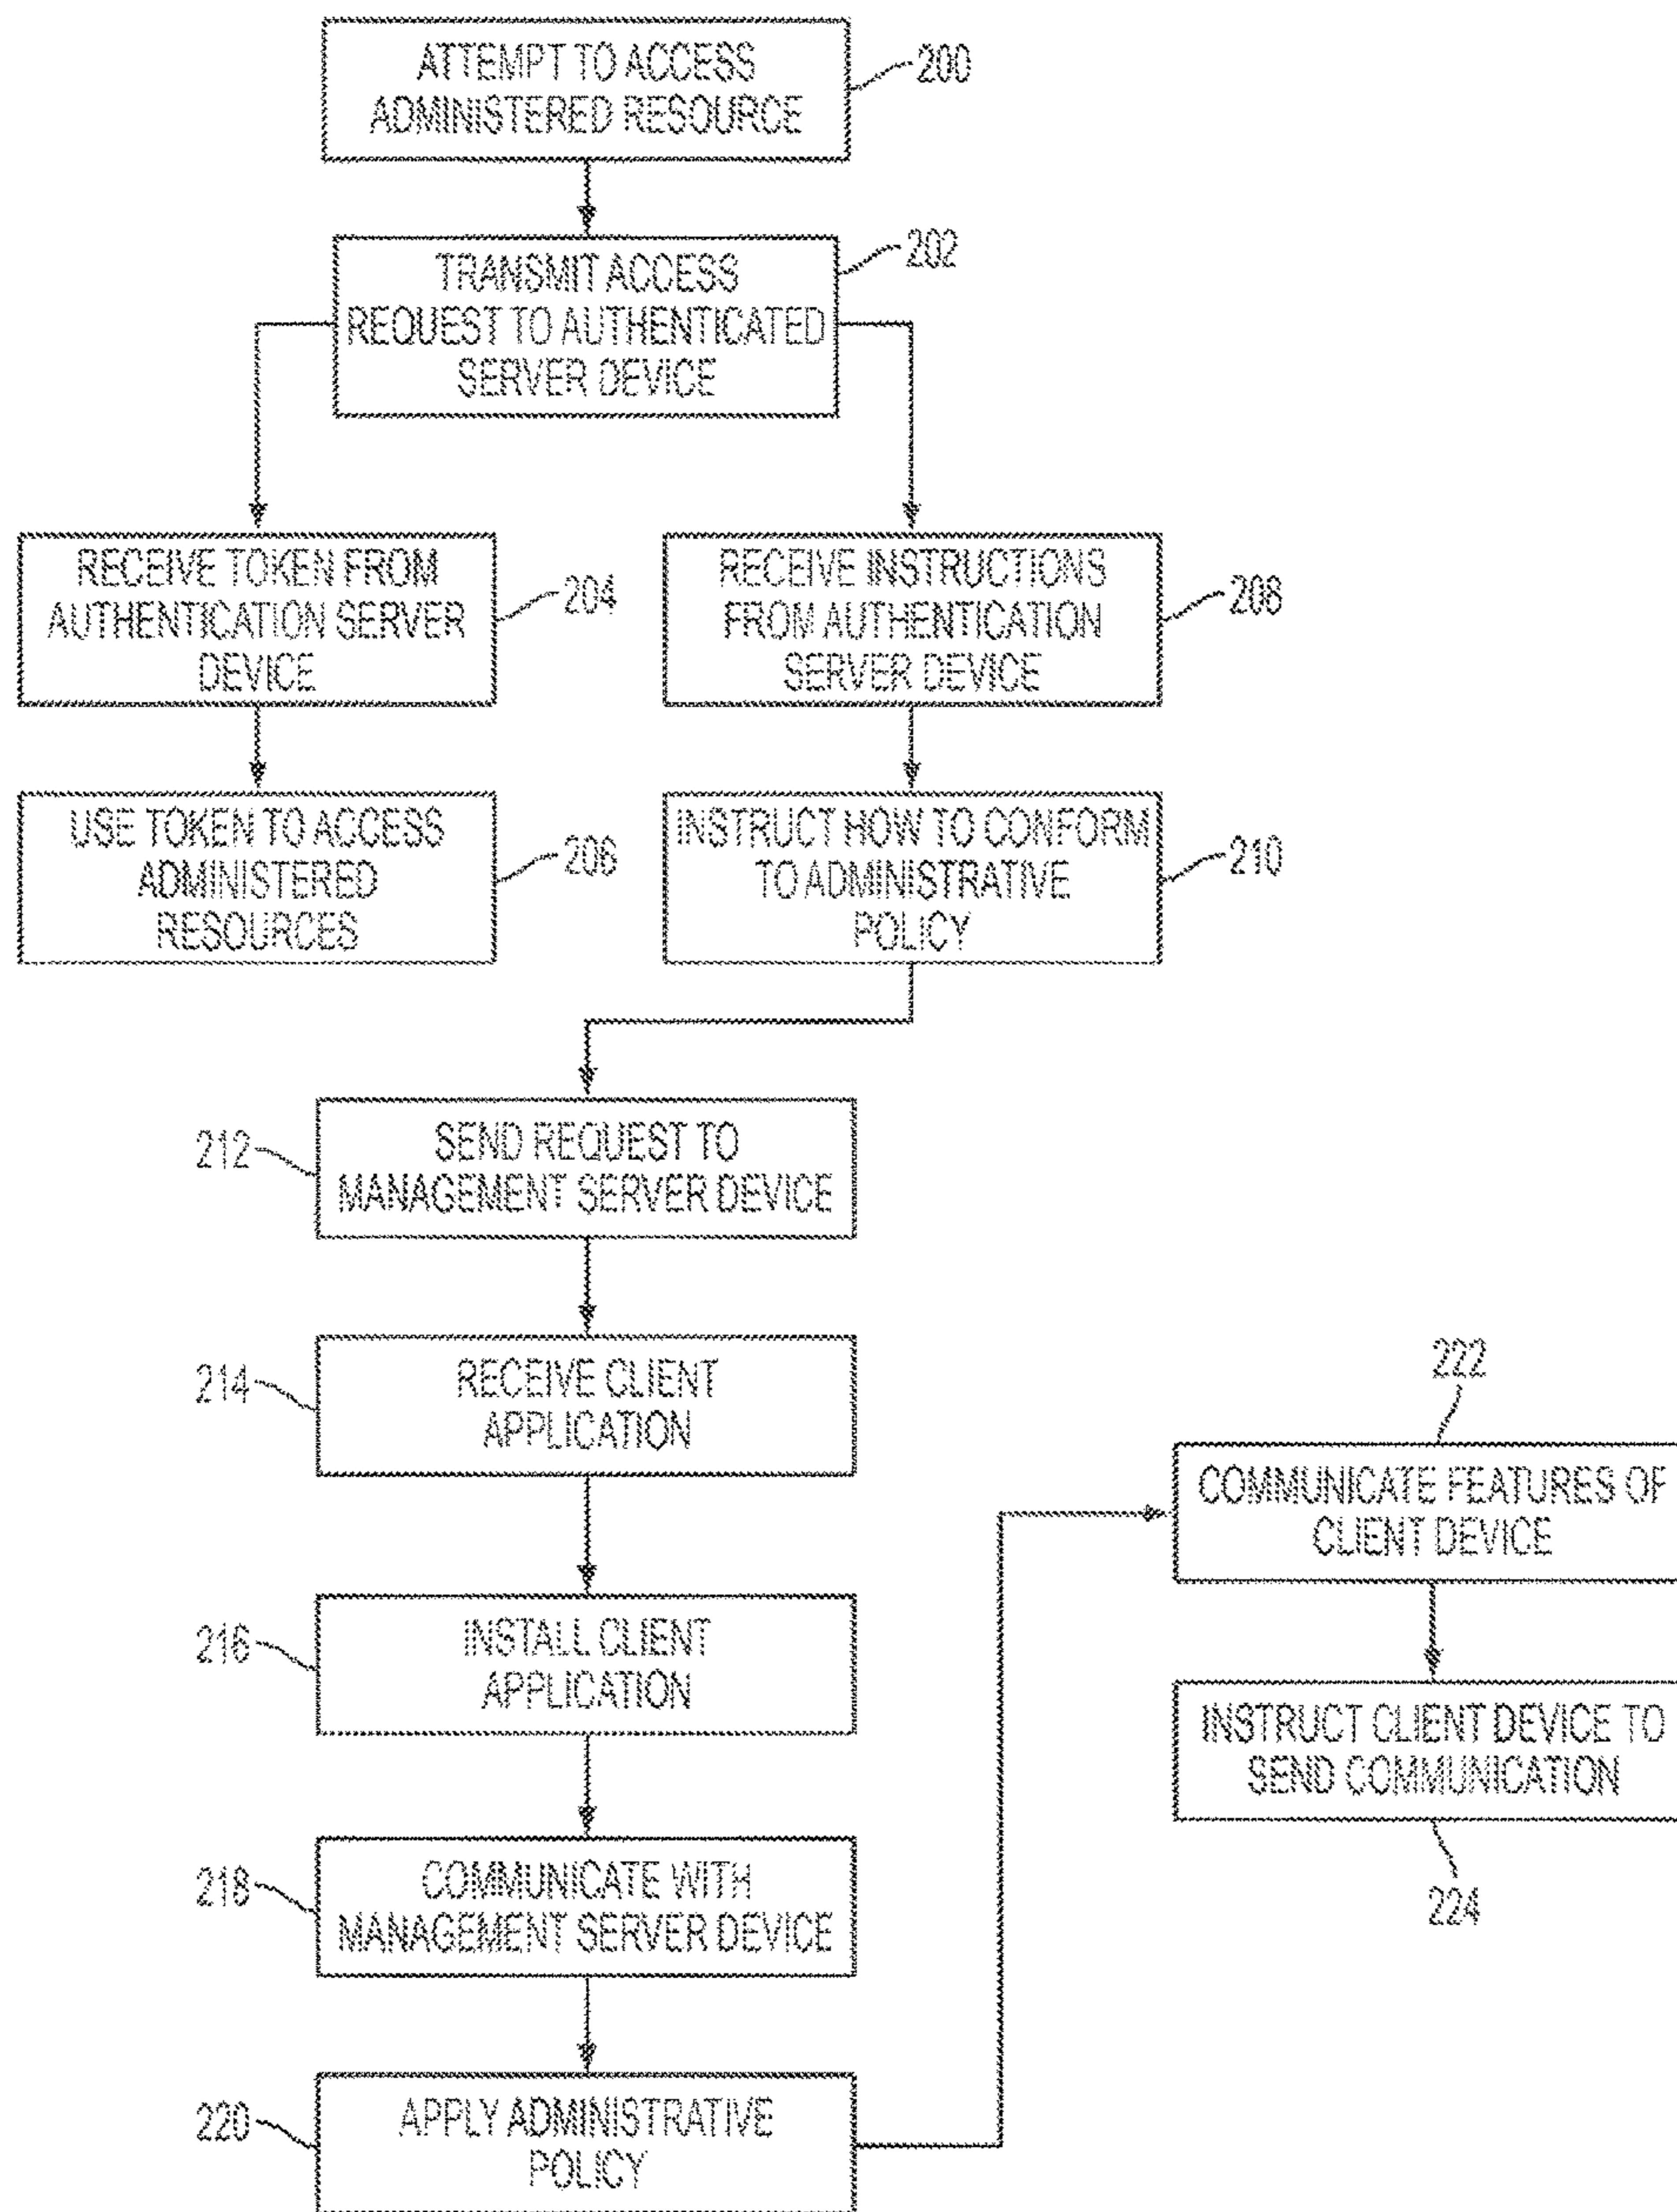 ATTEMPT TO ACCESS
ADMINISTERED RESOURCE
200
TRANSMIT ACCESS
REQUEST TO AUTHENTICATED
SERVER DEVICE
202
RECEIVE TOKEN FROM
AUTHENTICATION SERVER
DEVICE
204
RECEIVE INSTRUCTIONS
FROM AUTHENTICATION
SERVER DEVICE
208
USE TOKEN TO ACCESS
ADMINISTERED
RESOURCES
206
INSTRUCT HOW TO CONFORM
TO ADMINISTRATIVE
POLICY
210
212
SEND REQUEST TO
MANAGEMENT SERVER DEVICE
214
RECEIVE CLIENT
APPLICATION
216
INSTALL CLIENT
APPLICATION
218
COMMUNICATE WITH
MANAGEMENT SERVER DEVICE
220
APPLY ADMINISTRATIVE
POLICY
222
COMMUNICATE FEATURES OF
CLIENT DEVICE
INSTRUCT CLIENT DEVICE TO
SEND COMMUNICATION
224